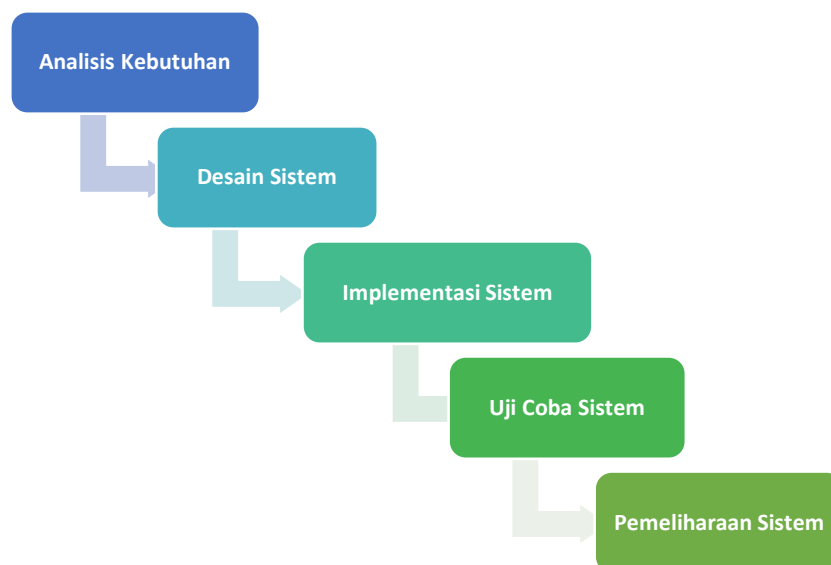 Analisis Kebutuhan
Desain Sistem
Implementasi Sistem
Uji Coba Sistem
Pemeliharaan Sistem